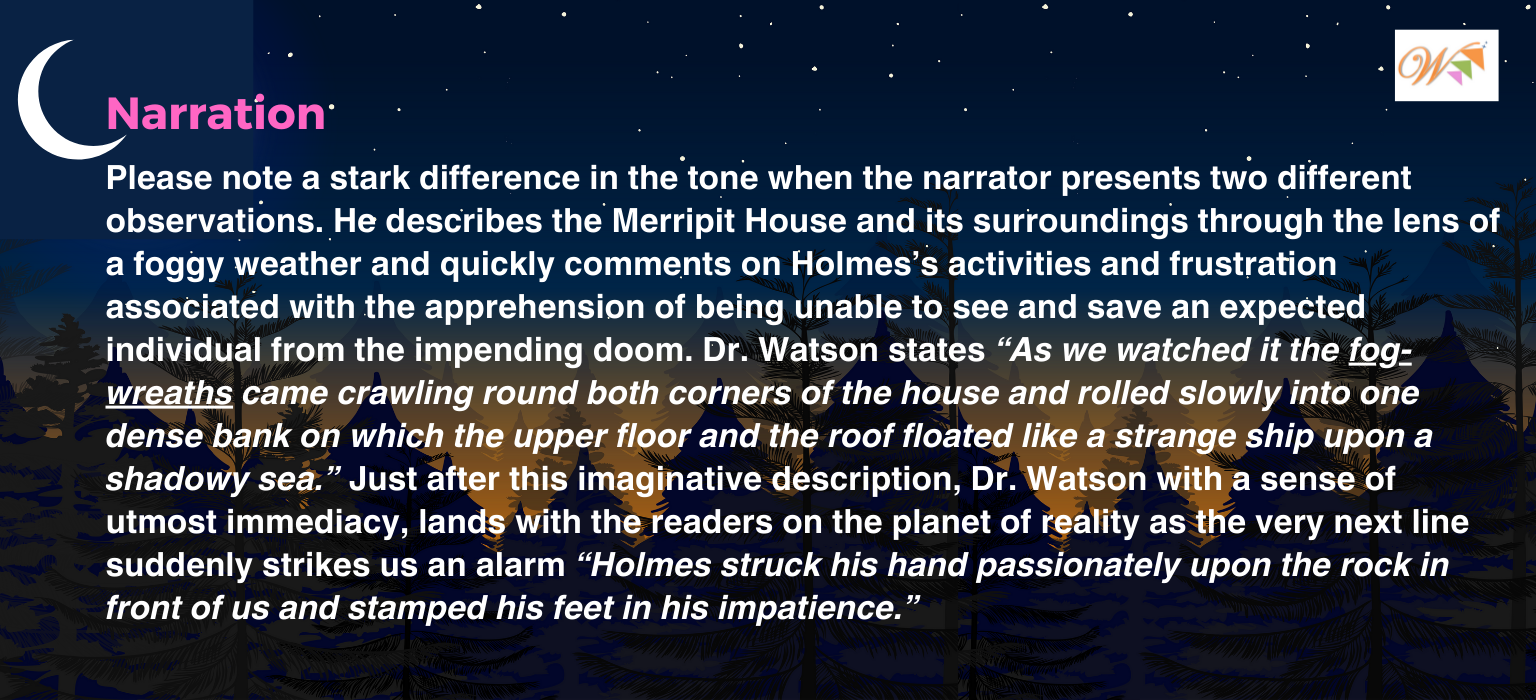 W
Narration
Please note a stark difference in the tone when the narrator presents two different
observations. He describes the Merripit House and its surroundings through the lens of
a foggy weather and quickly comments on Holmes’s activities and frustration
associated with the apprehension of being unable to see and save an expected
individual from the impending doom. Dr. Watson states “As we watched it the fog-
wreaths came crawling round both corners of the house and rolled slowly into one
dense bank on which the upper floor and the roof floated like a strange ship upon a
shadowy sea.” Just after this imaginative description, Dr. Watson with a sense of
utmost immediacy, lands with the readers on the planet of reality as the very next line
suddenly strikes us an alarm “Holmes struck his hand passionately upon the rock in
front of us and stamped his feet in his impatience.”